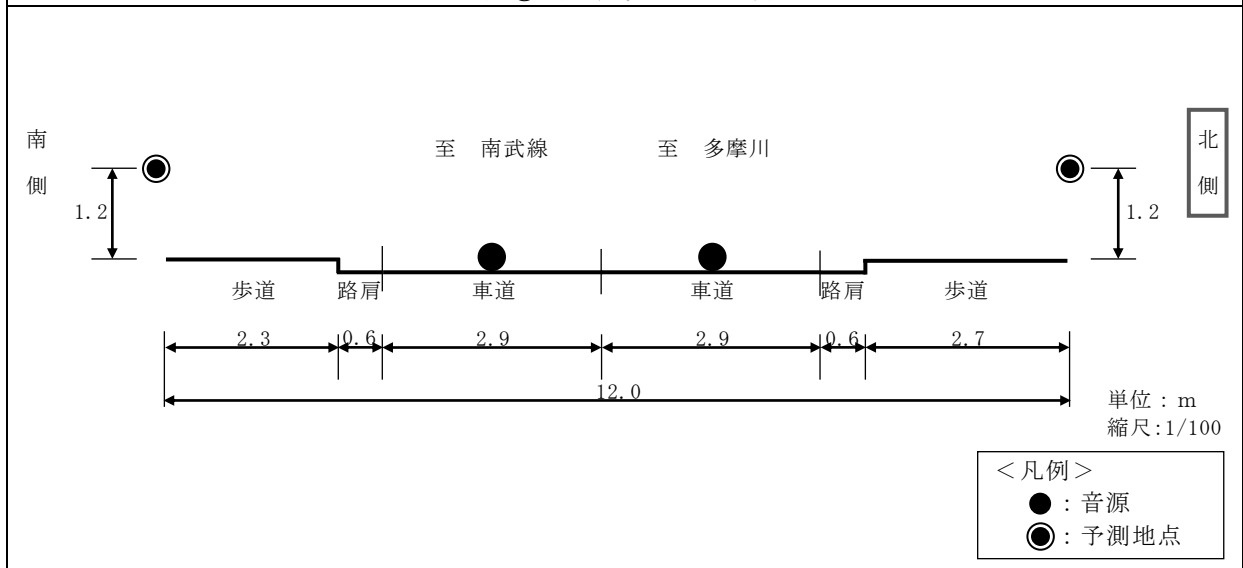 南側
至 南武線 至 多摩川
北側
1.2
1.2
歩道 路肩 車道 車道 路肩 歩道
2.3 0.6 2.9 2.9 0.6 2.7
12.0
単位：m
縮尺:1/100
＜凡例＞
：音源
：予測地点